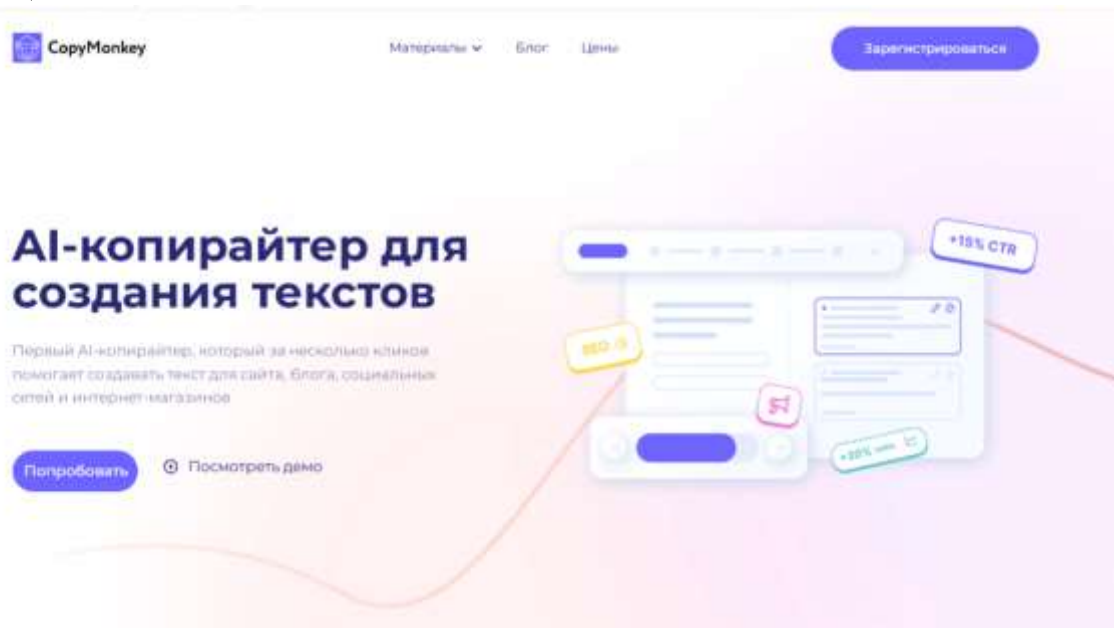 CopyMonkey
Материалы
Блог
Цены
Зарегистрироваться
AI-копирайтер для
создания текстов
Первый AI-копирайтер, который за несколько кликов
помогает создавать текст для сайта, блога, социальных
сетей и интернет-магазинов
Попробовать
Посмотреть демо
+15% CTR
SEO
+20%